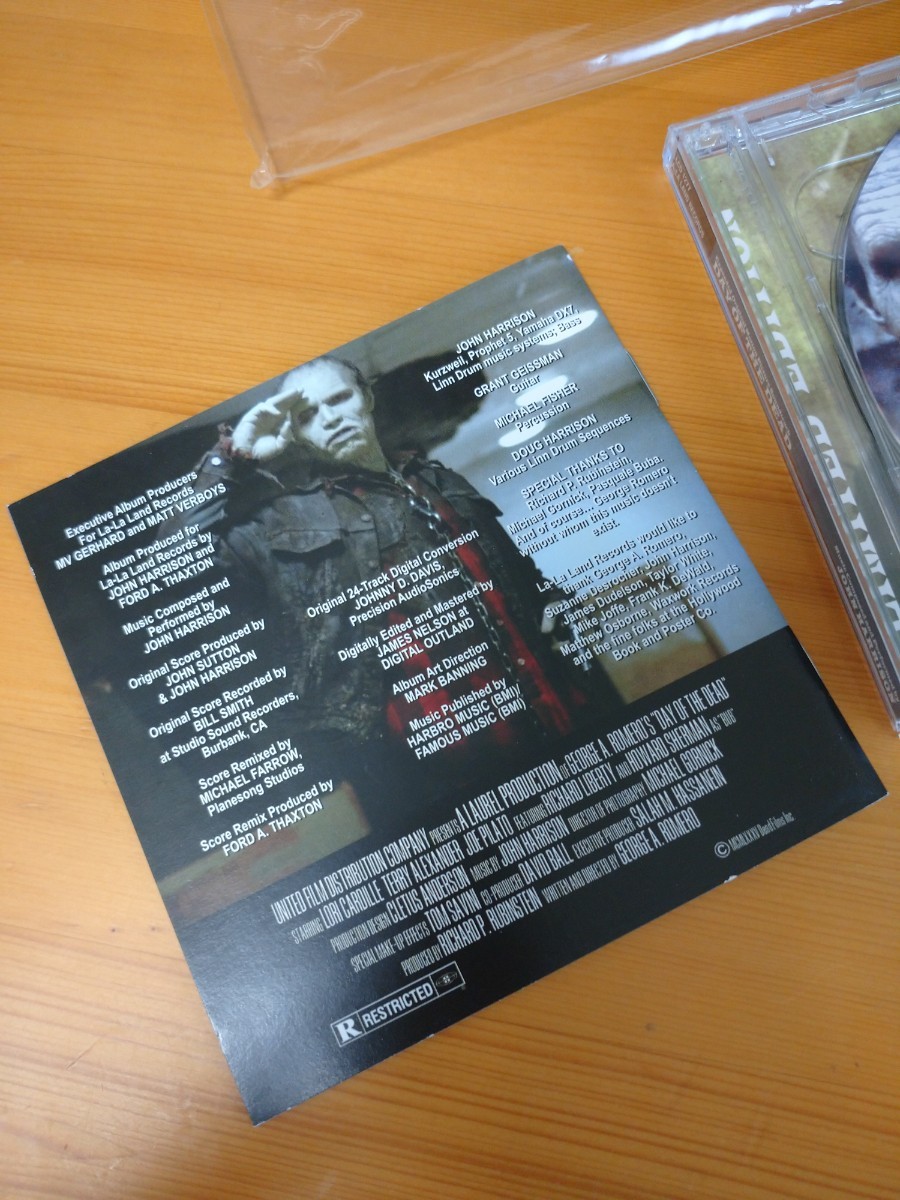 Executive Album Producers
For La-La Land Records
MV GERHARD and MATT VERBOYS
Album Produced for
La-La Land Records by
JOHN HARRISON and
FORD A. THAXTON
Music Composed and
Performed by
JOHN HARRISON
Original Score Produced by
JOHN SUTTON
& JOHN HARRISON
Original Score Recorded by
BILL SMITH
at Studio Sound Recorders,
Burbank, CA
Score Remixed by
MICHAEL FARROW,
Planesong Studios
Score Remix Produced by
FORD A. THAXTON
Original 24-Track Digital Conversion
JOHNNY D. DAVIS,
Precision AudioSonics
Digitally Edited and Mastered by
JAMES NELSON at
DIGITAL OUTLAND
Album Art Direction
MARK BANNING
Music Published by
HARBRO MUSIC (BMI)/
FAMOUS MUSIC (BMI)
JOHN HARRISON
Kurzweil, Prophet 5, Yamaha DX7,
Linn Drum music systems; Bass
GRANT GEISSMAN
Guitar
MICHAEL FISHER
Percussion
DOUG HARRISON
Various Linn Drum Sequences
SPECIAL THANKS TO
Richard P. Rubinstein,
Michael Gornick, Pasquale Buba.
And of course... George Romero
without whom this music doesn't
exist.
La-La Land Records would like to
thank George A. Romero,
Suzanne Desrocher, John Harrison,
James Dudelson, Taylor White,
Mike Joffe, Frank K. DeWald,
Matthew Osborne, Waxwork Records
and the fine folks at the Hollywood
Book and Poster Co.
UNITED FILM DISTRIBUTION COMPANY PRESENTS A LAUREL PRODUCTION OF GEORGE A. ROMERO'S "DAY OF THE DEAD"
STARRING LORI CARDILLE TERRY ALEXANDER JOE PILATO FEATURING RICHARD LIBERTY AND HOWARD SHERMAN AS "BUB"
PRODUCTION DESIGN CLETUS ANDERSON MUSIC BY JOHN HARRISON DIRECTOR OF PHOTOGRAPHY MICHAEL GORNICK
SPECIAL MAKE-UP EFFECTS TOM SAVINI CO-PRODUCER DAVID BALL EXECUTIVE PRODUCER SALAH M. HASSANEIN
PRODUCED BY RICHARD P. RUBINSTEIN WRITTEN AND DIRECTED BY GEORGE A. ROMERO
R RESTRICTED
DAY OF THE DEAD
JOHN HARRISON